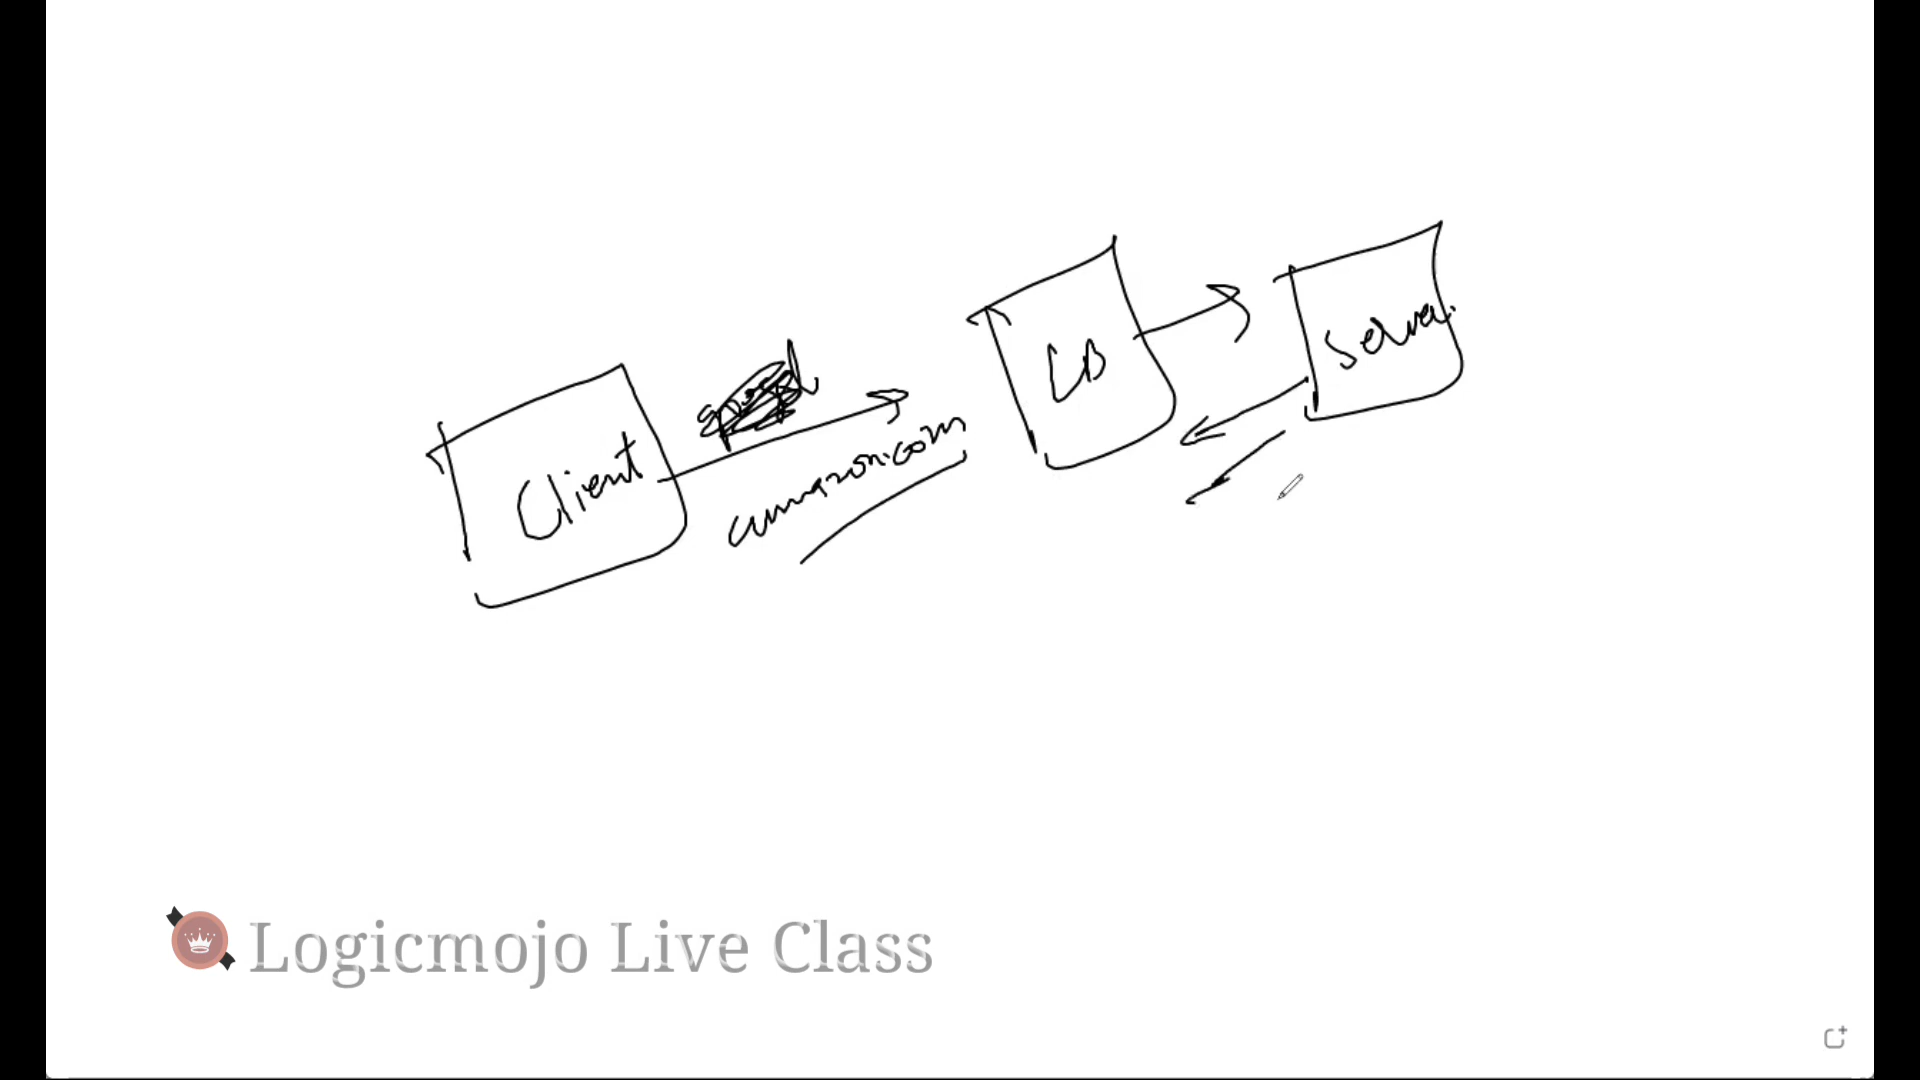 Client
amazon.com
LB
Server
Logicmojo Live Class